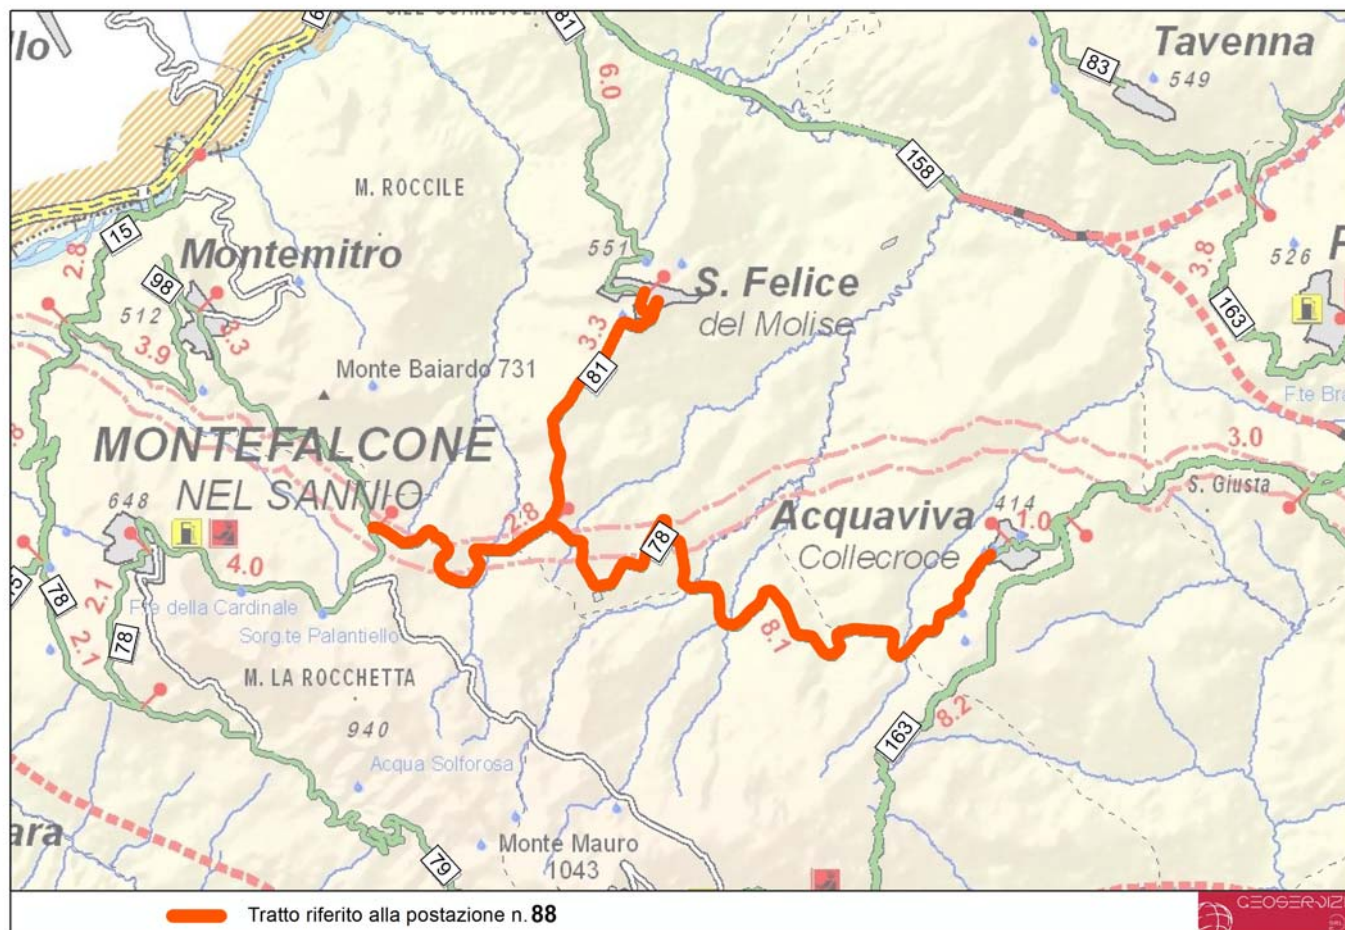 llo
81
Tavenna
549
83
6.0
158
M. ROCCILE
15
2.8
Montemitro
98
512
3.9
551
S. Felice
del Molise
3.3
81
3.8
163
526
Monte Baiardo 731
MONTEFALCONE
NEL SANNIO
648
4.0
2.8
78
Acquaviva
Collecroce
414
1.0
3.0
S. Giusta
78
2.1
78
2.1
F.te della Cardinale
Sorg.te Palantiello
M. LA ROCCHETTA
940
8.1
8.2
163
Acqua Solforosa
ara
Monte Mauro
1043
79
Tratto riferito alla postazione n. 88